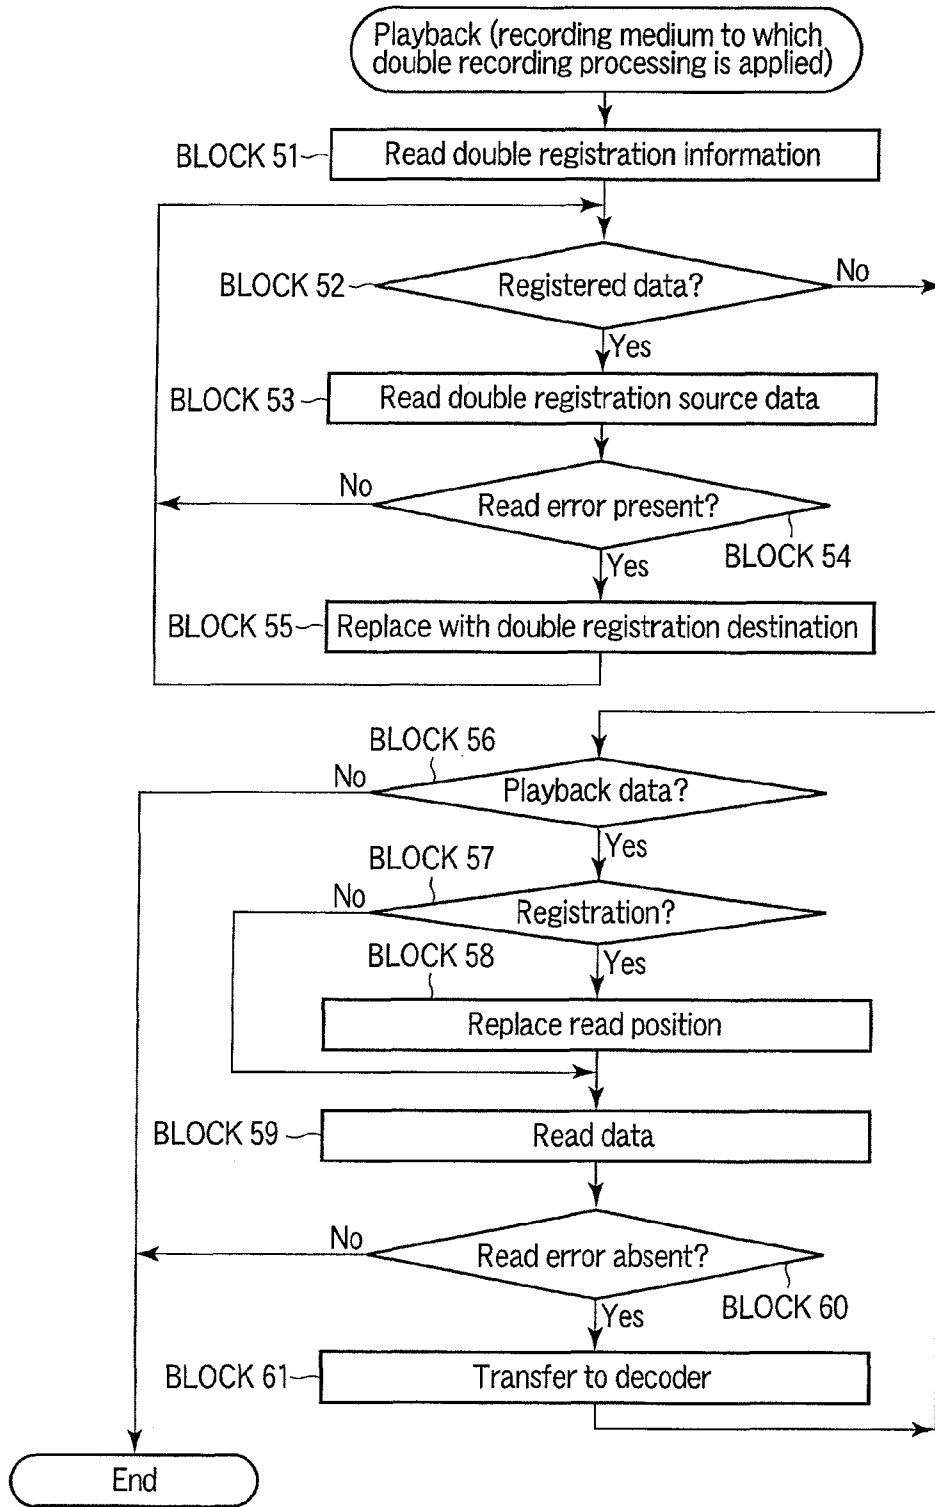 Playback (recording medium to which
double recording processing is applied)
BLOCK 51
Read double registration information
BLOCK 52
Registered data?
No
Yes
BLOCK 53
Read double registration source data
No
Read error present?
BLOCK 54
Yes
BLOCK 55
Replace with double registration destination
BLOCK 56
No
Playback data?
Yes
BLOCK 57
No
Registration?
Yes
BLOCK 58
Replace read position
BLOCK 59
Read data
No
Read error absent?
BLOCK 60
Yes
BLOCK 61
Transfer to decoder
End